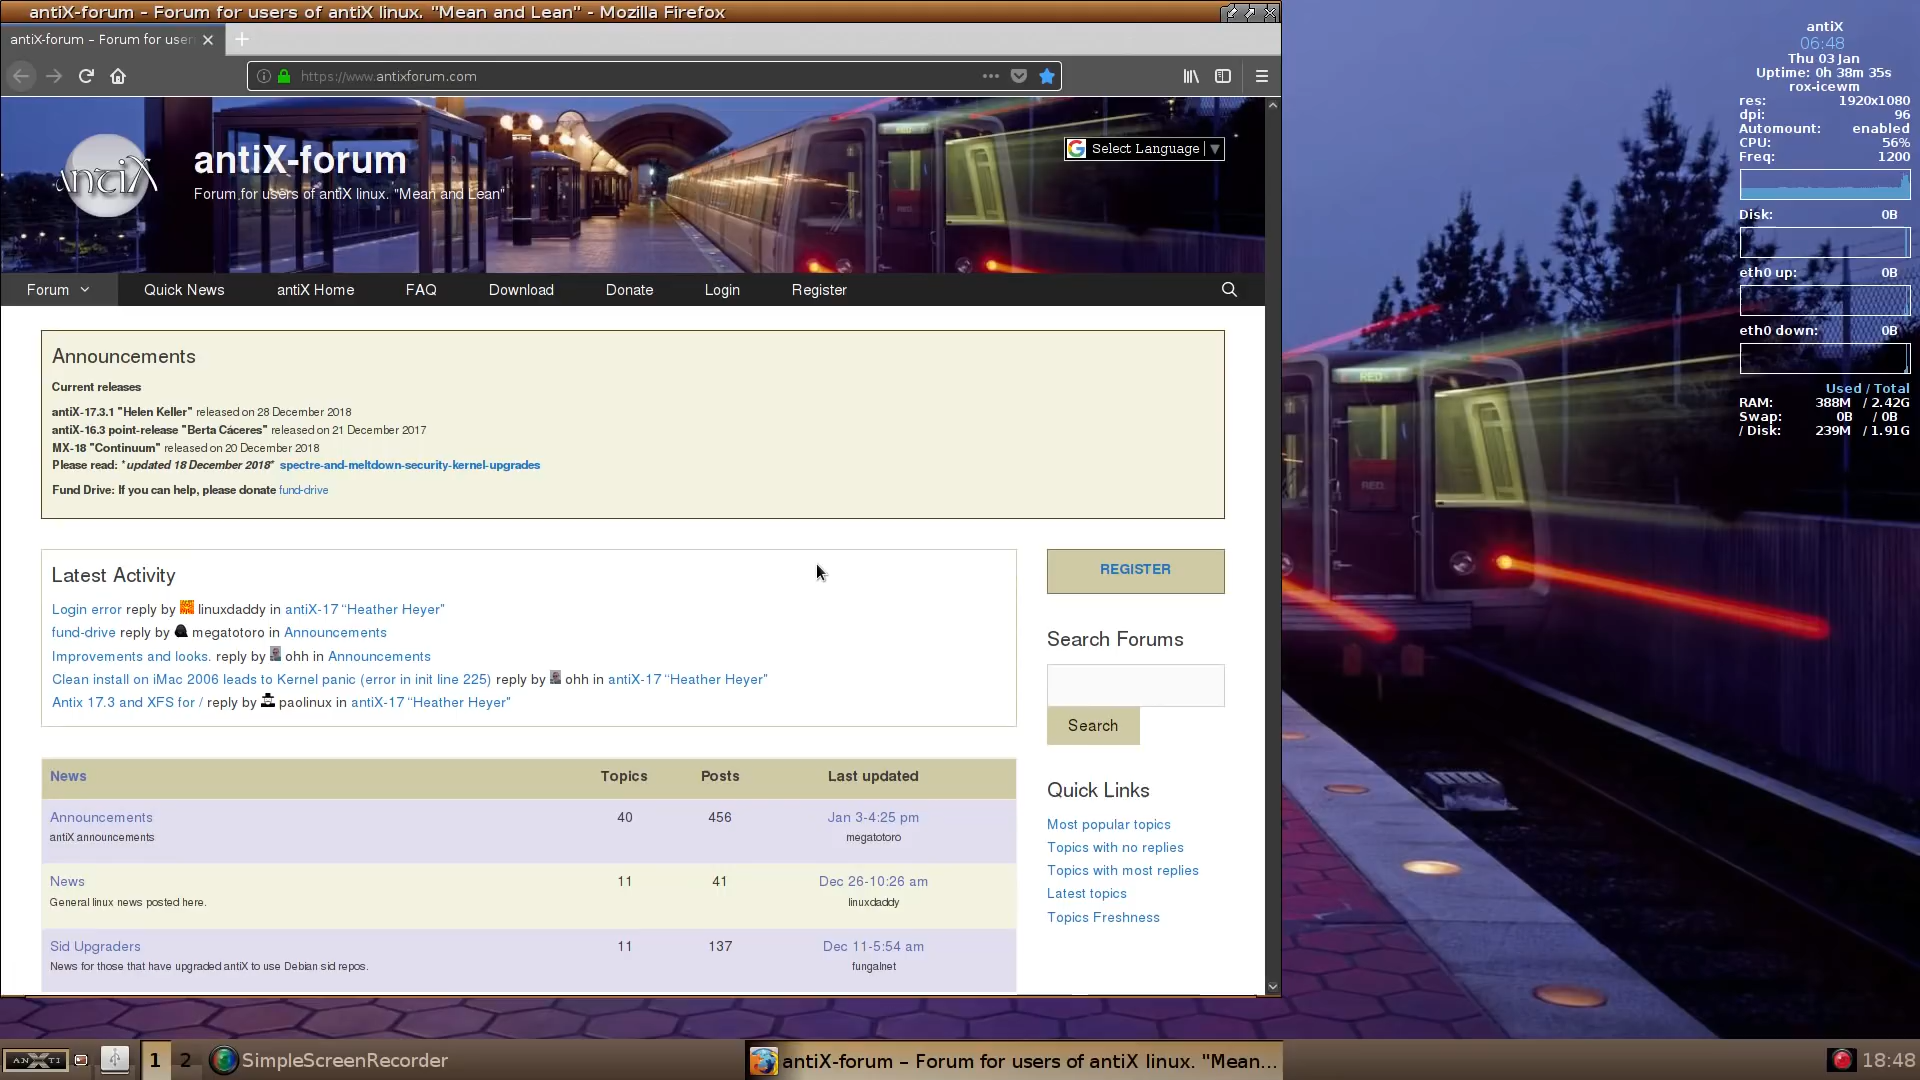 antiX-forum – Forum for users of antiX linux. "Mean and Lean" - Mozilla Firefox
antiX-forum – Forum for user
https://www.antixforum.com
antiX
antiX-forum
Forum for users of antiX linux. "Mean and Lean"
Select Language
Forum Quick News antiX Home FAQ Download Donate Login Register
Announcements
Current releases
antiX-17.3.1 "Helen Keller" released on 28 December 2018
antiX-16.3 point-release "Berta Cáceres" released on 21 December 2017
MX-18 "Continuum" released on 20 December 2018
Please read: *updated 18 December 2018* spectre-and-meltdown-security-kernel-upgrades
Fund Drive: If you can help, please donate fund-drive
Latest Activity
Login error reply by linuxdaddy in antiX-17 “Heather Heyer”
fund-drive reply by megatotoro in Announcements
Improvements and looks. reply by ohh in Announcements
Clean install on iMac 2006 leads to Kernel panic (error in init line 225) reply by ohh in antiX-17 “Heather Heyer”
Antix 17.3 and XFS for / reply by paolinux in antiX-17 “Heather Heyer”
News Topics Posts Last updated
Announcements 40 456 Jan 3-4:25 pm
antiX announcements megatotoro
News 11 41 Dec 26-10:26 am
General linux news posted here. linuxdaddy
Sid Upgraders 11 137 Dec 11-5:54 am
News for those that have upgraded antiX to use Debian sid repos. fungalnet
REGISTER
Search Forums
Search
Quick Links
Most popular topics
Topics with no replies
Topics with most replies
Latest topics
Topics Freshness
antiX
06:48
Thu 03 Jan
Uptime: 0h 38m 35s
rox-icewm
res: 1920x1080
dpi: 96
Automount: enabled
CPU: 56%
Freq: 1200
Disk: 0B
eth0 up: 0B
eth0 down: 0B
Used / Total
RAM: 388M / 2.42G
Swap: 0B / 0B
/ Disk: 239M / 1.91G
RED
RED
ANXTI 1 2 SimpleScreenRecorder antiX-forum – Forum for users of antiX linux. "Mean... 18:48